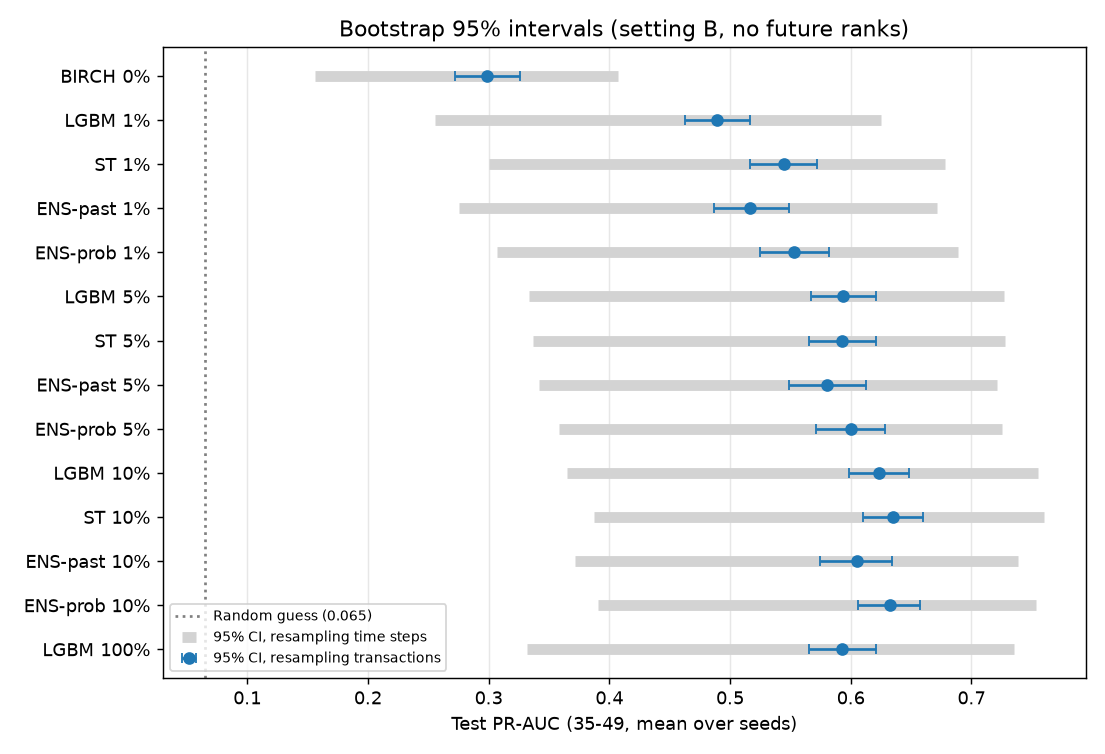 Bootstrap 95% intervals (setting B, no future ranks)
BIRCH 0%
LGBM 1%
ST 1%
ENS-past 1%
ENS-prob 1%
LGBM 5%
ST 5%
ENS-past 5%
ENS-prob 5%
LGBM 10%
ST 10%
ENS-past 10%
ENS-prob 10%
LGBM 100%
Random guess (0.065)
95% CI, resampling time steps
95% CI, resampling transactions
0.1 0.2 0.3 0.4 0.5 0.6 0.7
Test PR-AUC (35-49, mean over seeds)